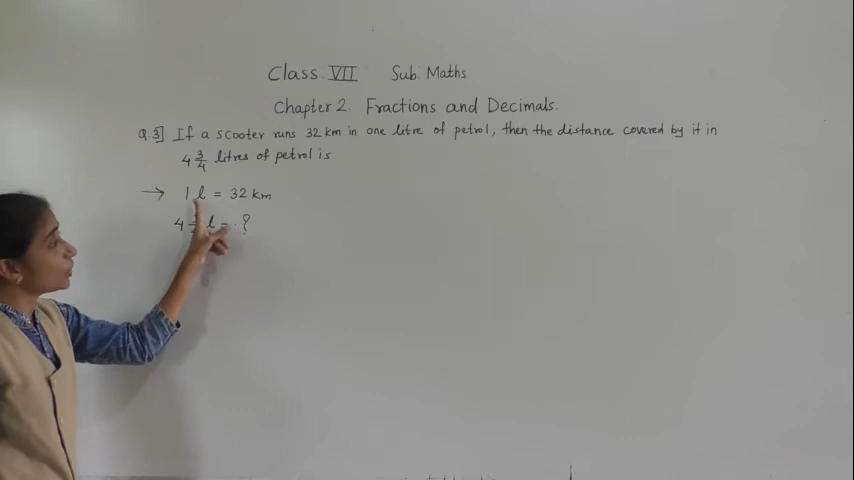 Class VII Sub. Maths
Chapter 2. Fractions and Decimals.
Q.3] If a scooter runs 32 km in one litre of petrol, then the distance covered by it in
4 3/4 litres of petrol is
→ 1 l = 32 km
4 l = ?